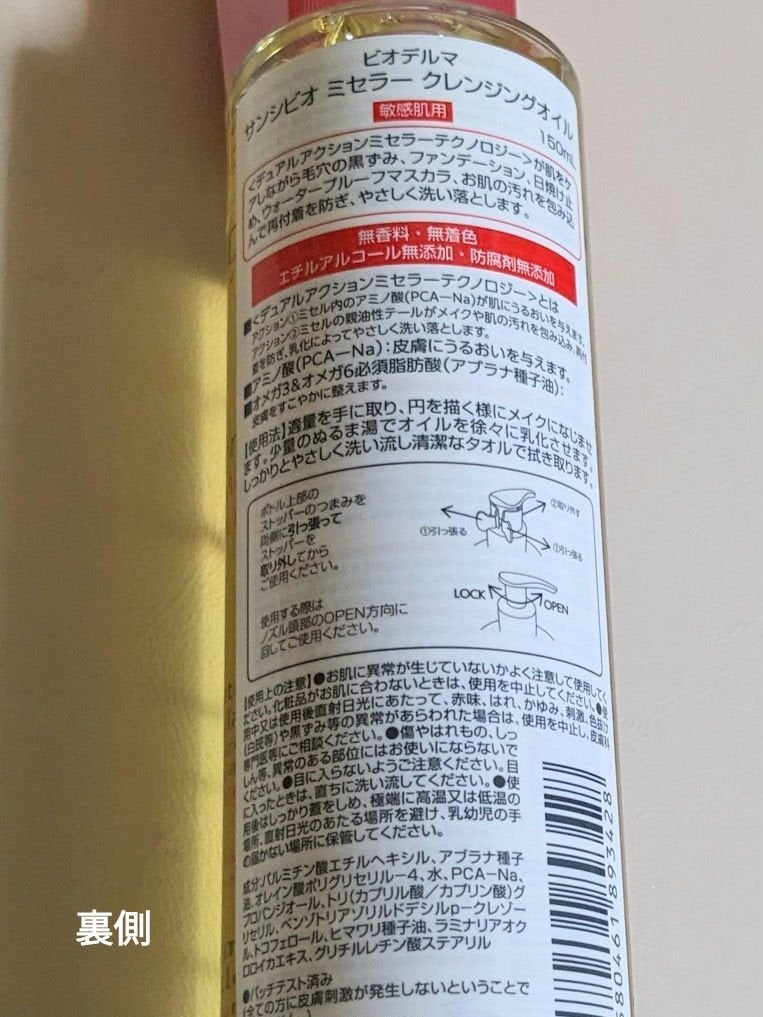 ビオデルマ
サンシビオ ミセラー クレンジングオイル
敏感肌用
150mL
<デュアルアクションミセラーテクノロジー>が肌をケ
アしながら毛穴の黒ずみ、ファンデーション、日焼け止
め、ウォータープルーフマスカラ、お肌の汚れを包み込
んで再付着を防ぎ、やさしく洗い落とします。
無香料・無着色
エチルアルコール無添加・防腐剤無添加
■<デュアルアクションミセラーテクノロジー>とは
アクション①ミセル内のアミノ酸(PCA－Na)が肌にうるおいを与えます。
アクション②ミセルの親油性テールがメイクや肌の汚れを包み込み、再付
着を防ぎ、乳化によってやさしく洗い落とします。
■アミノ酸(PCA－Na)：皮膚にうるおいを与えます。
■オメガ3&オメガ6必須脂肪酸(アブラナ種子油)：
皮膚をすこやかに整えます。
【使用法】適量を手に取り、円を描く様にメイクになじませ
ます。少量のぬるま湯でオイルを徐々に乳化させます。
しっかりとやさしく洗い流し清潔なタオルで拭き取ります。
ボトル上部の
ストッパーのつまみを
両側に引っ張って
ストッパーを
取り外してから
ご使用ください。
②取り外す
①引っ張る
①引っ張る
使用する際は
ノズル頭部のOPEN方向に
回してご使用ください。
LOCK
OPEN
【使用上の注意】●お肌に異常が生じていないかよく注意して使用してく
ださい。化粧品がお肌に合わないときは、使用を中止してください。●使
用中又は使用後直射日光にあたって、赤味、はれ、かゆみ、刺激、色抜け
(白斑等)や黒ずみ等の異常があらわれた場合は、使用を中止し、皮膚科
専門医等にご相談ください。●傷やはれもの、しっ
しん等、異常のある部位にはお使いにならないで
ください。●目に入らないようご注意ください。目
に入ったときは、直ちに洗い流してください。●使
用後はしっかり蓋をしめ、極端に高温又は低温の
場所、直射日光のあたる場所を避け、乳幼児の手
の届かない場所に保管してください。
成分:パルミチン酸エチルヘキシル、アブラナ種子
油、オレイン酸ポリグリセリル－4、水、PCA－Na、
プロパンジオール、トリ(カプリル酸／カプリン酸)グ
リセリル、ベンゾトリアゾリルドデシルp－クレゾー
ル、トコフェロール、ヒマワリ種子油、ラミナリアオク
ロロイカエキス、グリチルレチン酸ステアリル
●パッチテスト済み
(全ての方に皮膚刺激が発生しないということで
580461893428
裏側